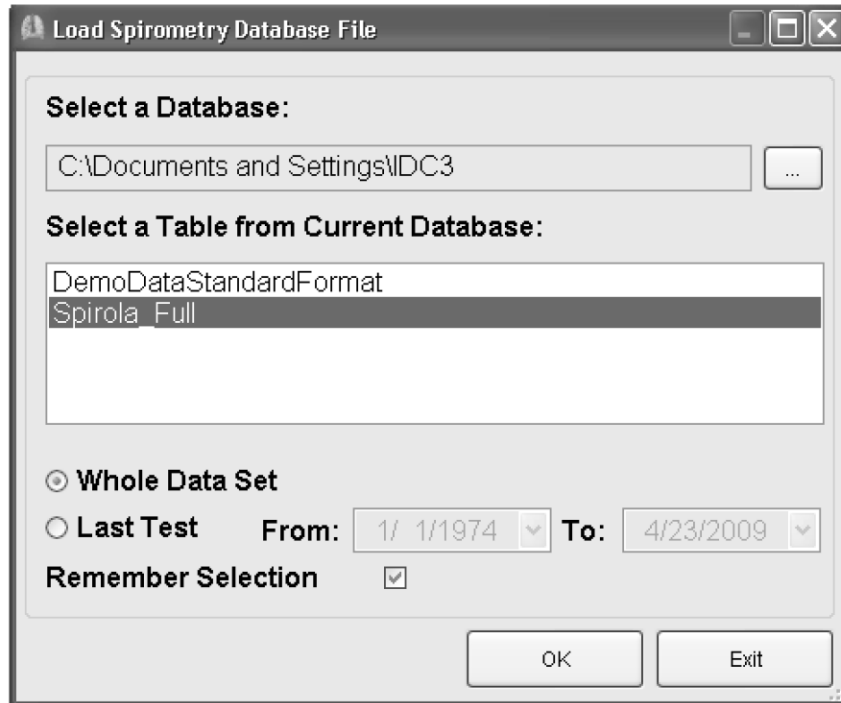 Load Spirometry Database File
Select a Database:
C:\Documents and Settings\IDC3
...
Select a Table from Current Database:
DemoDataStandardFormat
Spirola_Full
Whole Data Set
Last Test From: 1/ 1/1974 To: 4/23/2009
Remember Selection
OK Exit